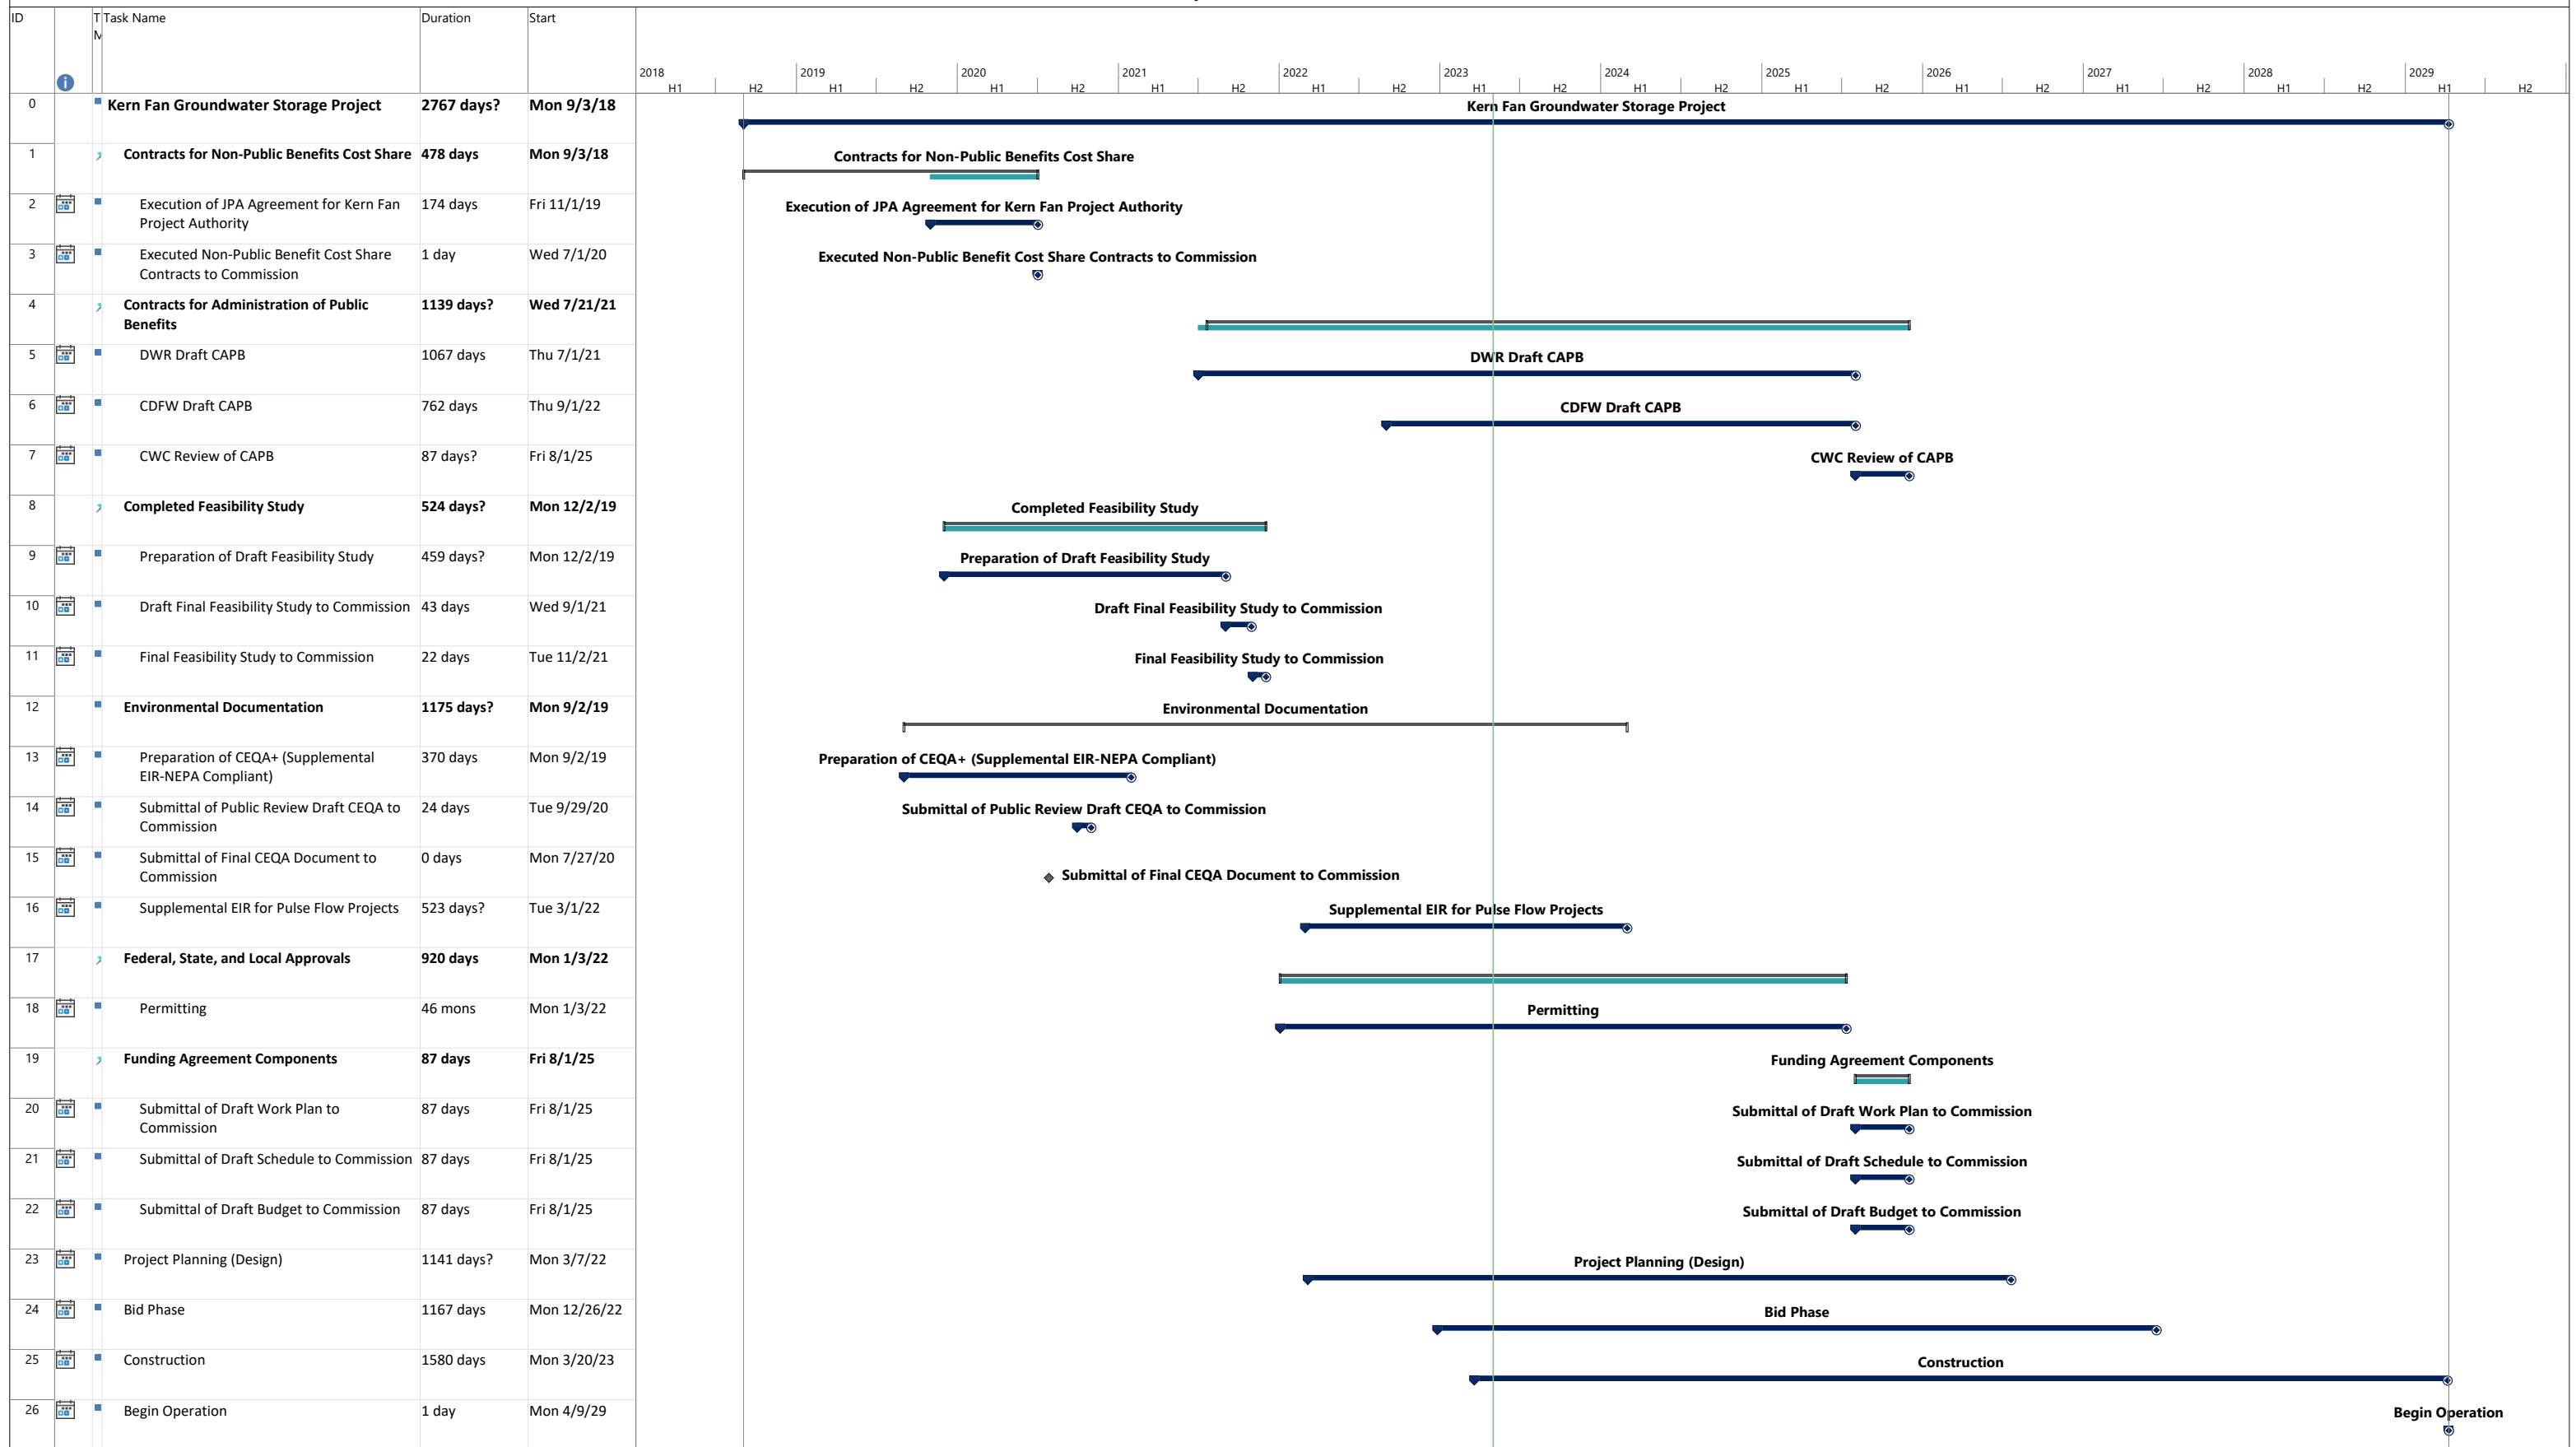 ID T Task Name Duration Start
M
2018 2019 2020 2021 2022 2023 2024 2025 2026 2027 2028 2029
H1 H2 H1 H2 H1 H2 H1 H2 H1 H2 H1 H2 H1 H2 H1 H2 H1 H2 H1 H2 H1 H2 H1 H2
0 Kern Fan Groundwater Storage Project 2767 days? Mon 9/3/18 Kern Fan Groundwater Storage Project
1 Contracts for Non-Public Benefits Cost Share 478 days Mon 9/3/18 Contracts for Non-Public Benefits Cost Share
2 Execution of JPA Agreement for Kern Fan 174 days Fri 11/1/19 Execution of JPA Agreement for Kern Fan Project Authority
Project Authority
3 Executed Non-Public Benefit Cost Share 1 day Wed 7/1/20 Executed Non-Public Benefit Cost Share Contracts to Commission
Contracts to Commission
4 Contracts for Administration of Public 1139 days? Wed 7/21/21
Benefits
5 DWR Draft CAPB 1067 days Thu 7/1/21 DWR Draft CAPB
6 CDFW Draft CAPB 762 days Thu 9/1/22 CDFW Draft CAPB
7 CWC Review of CAPB 87 days? Fri 8/1/25 CWC Review of CAPB
8 Completed Feasibility Study 524 days? Mon 12/2/19 Completed Feasibility Study
9 Preparation of Draft Feasibility Study 459 days? Mon 12/2/19 Preparation of Draft Feasibility Study
10 Draft Final Feasibility Study to Commission 43 days Wed 9/1/21 Draft Final Feasibility Study to Commission
11 Final Feasibility Study to Commission 22 days Tue 11/2/21 Final Feasibility Study to Commission
12 Environmental Documentation 1175 days? Mon 9/2/19 Environmental Documentation
13 Preparation of CEQA+ (Supplemental 370 days Mon 9/2/19 Preparation of CEQA+ (Supplemental EIR-NEPA Compliant)
EIR-NEPA Compliant)
14 Submittal of Public Review Draft CEQA to 24 days Tue 9/29/20 Submittal of Public Review Draft CEQA to Commission
Commission
15 Submittal of Final CEQA Document to 0 days Mon 7/27/20 Submittal of Final CEQA Document to Commission
Commission
16 Supplemental EIR for Pulse Flow Projects 523 days? Tue 3/1/22 Supplemental EIR for Pulse Flow Projects
17 Federal, State, and Local Approvals 920 days Mon 1/3/22
18 Permitting 46 mons Mon 1/3/22 Permitting
19 Funding Agreement Components 87 days Fri 8/1/25 Funding Agreement Components
20 Submittal of Draft Work Plan to 87 days Fri 8/1/25 Submittal of Draft Work Plan to Commission
Commission
21 Submittal of Draft Schedule to Commission 87 days Fri 8/1/25 Submittal of Draft Schedule to Commission
22 Submittal of Draft Budget to Commission 87 days Fri 8/1/25 Submittal of Draft Budget to Commission
23 Project Planning (Design) 1141 days? Mon 3/7/22 Project Planning (Design)
24 Bid Phase 1167 days Mon 12/26/22 Bid Phase
25 Construction 1580 days Mon 3/20/23 Construction
26 Begin Operation 1 day Mon 4/9/29 Begin Operation